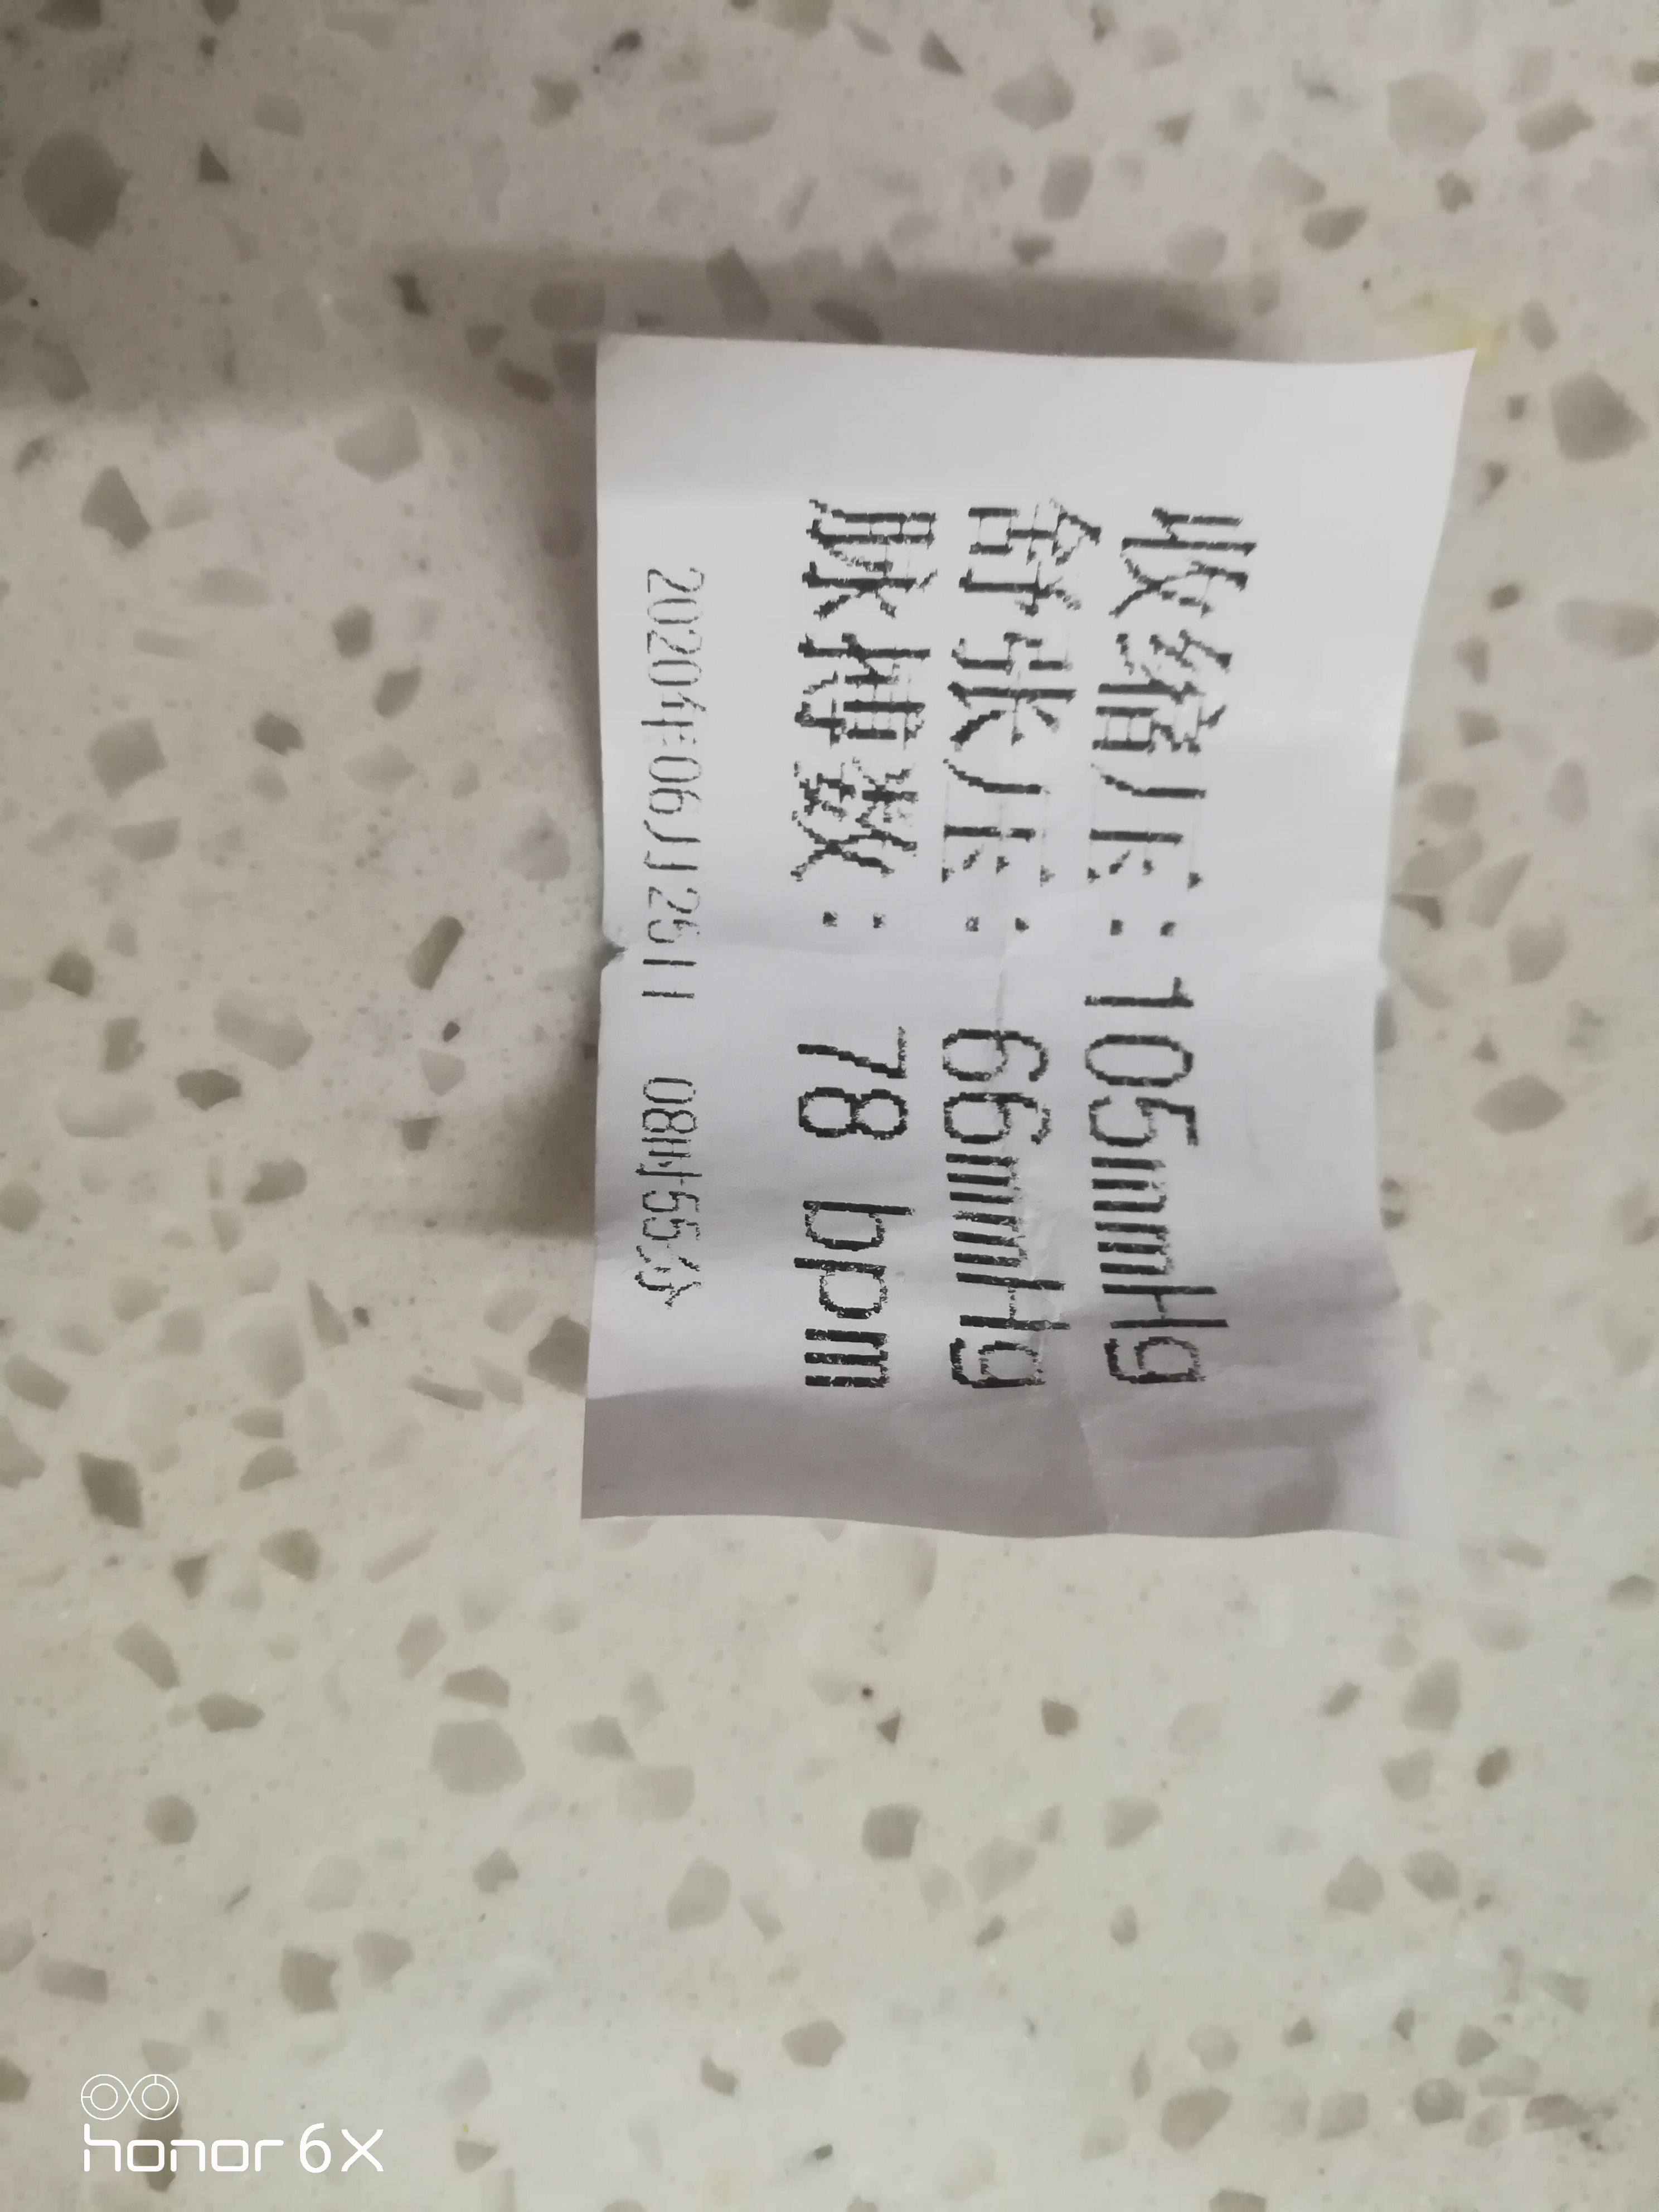 收缩压:105mmHg
舒张压: 66mmHg
脉搏数: 78 bpm
2020年06月25日 08时55分
honor 6X